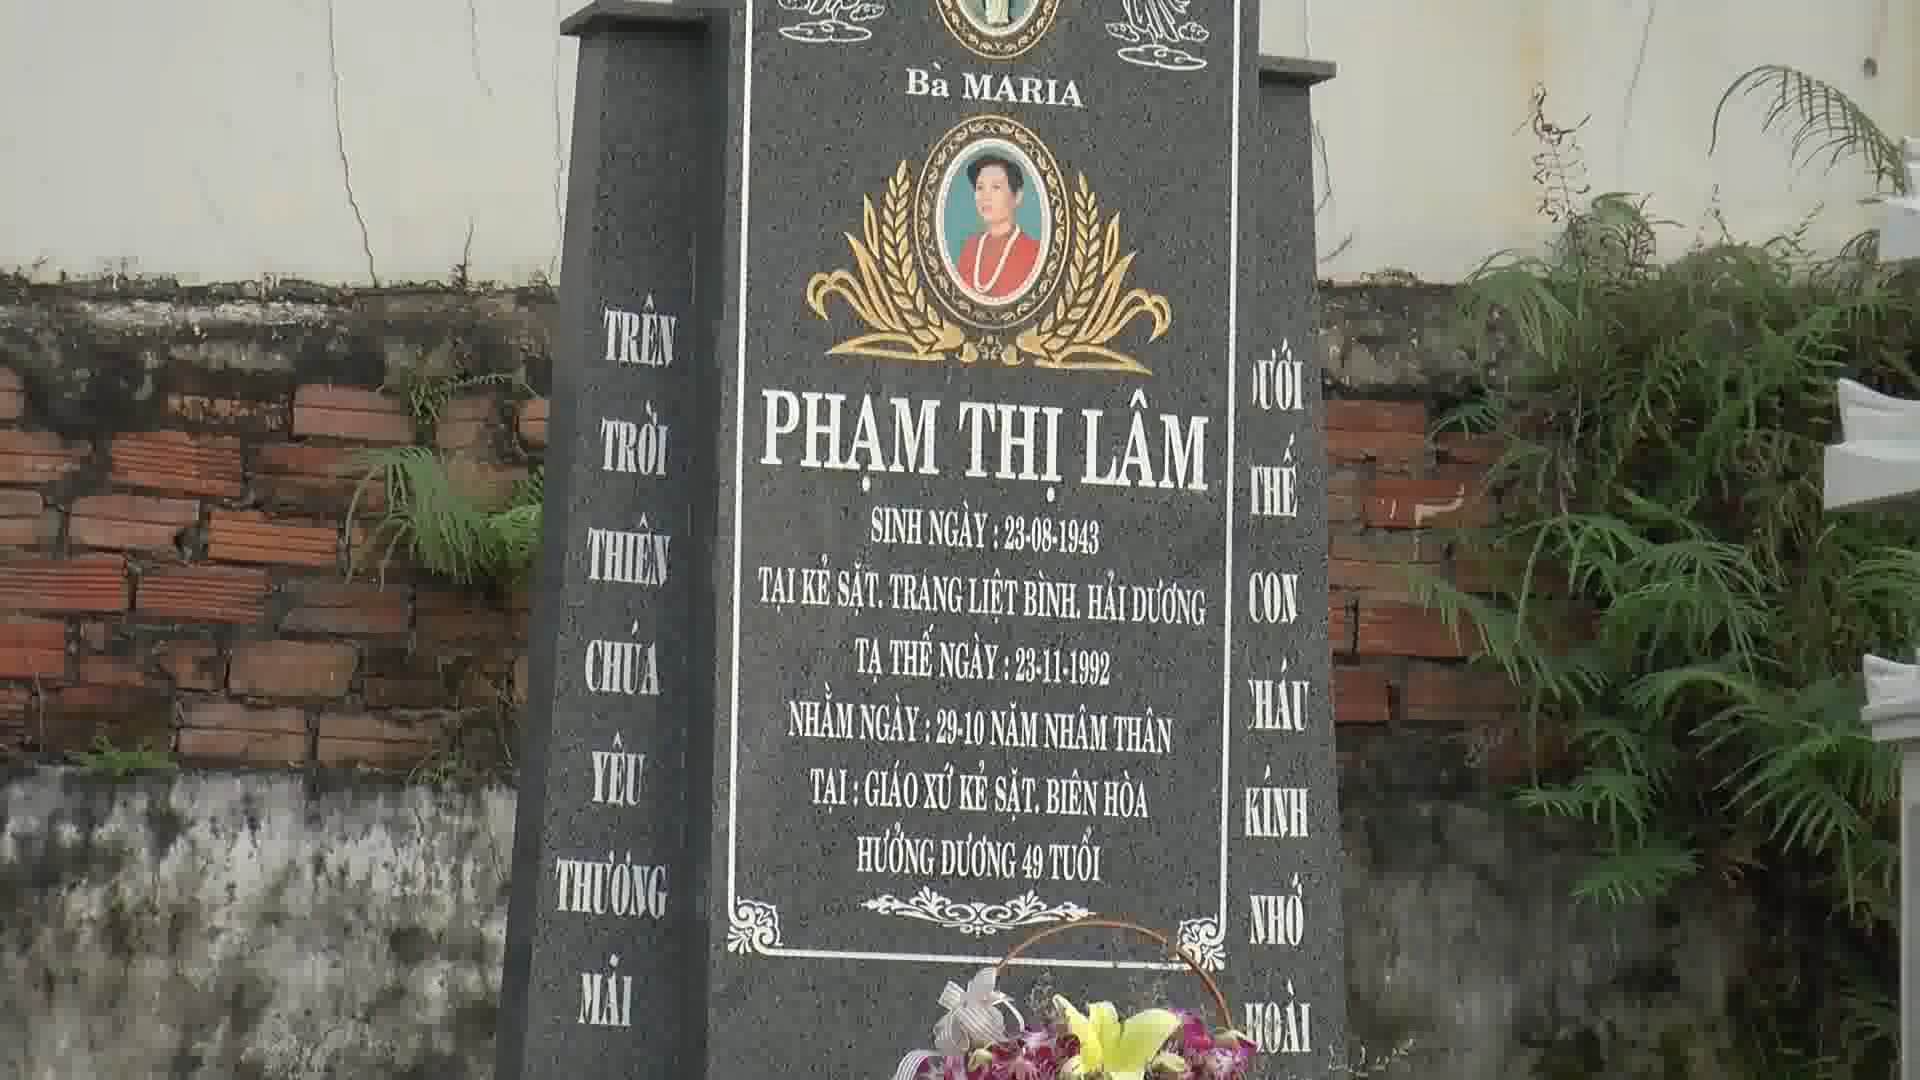 Bà MARIA
PHẠM THỊ LÂM
SINH NGÀY : 23-08-1943
TẠI KẺ SẶT. TRANG LIỆT BÌNH. HẢI DƯƠNG
TẠ THẾ NGÀY : 23-11-1992
NHẰM NGÀY : 29-10 NĂM NHÂM THÂN
TẠI : GIÁO XỨ KẺ SẶT. BIÊN HÒA
HƯỞNG DƯƠNG 49 TUỔI
TRÊN
TRỜI
THIÊN
CHÚA
YÊU
THƯƠNG
MÃI
DƯỚI
THẾ
CON
CHÁU
KÍNH
NHỚ
HOÀI